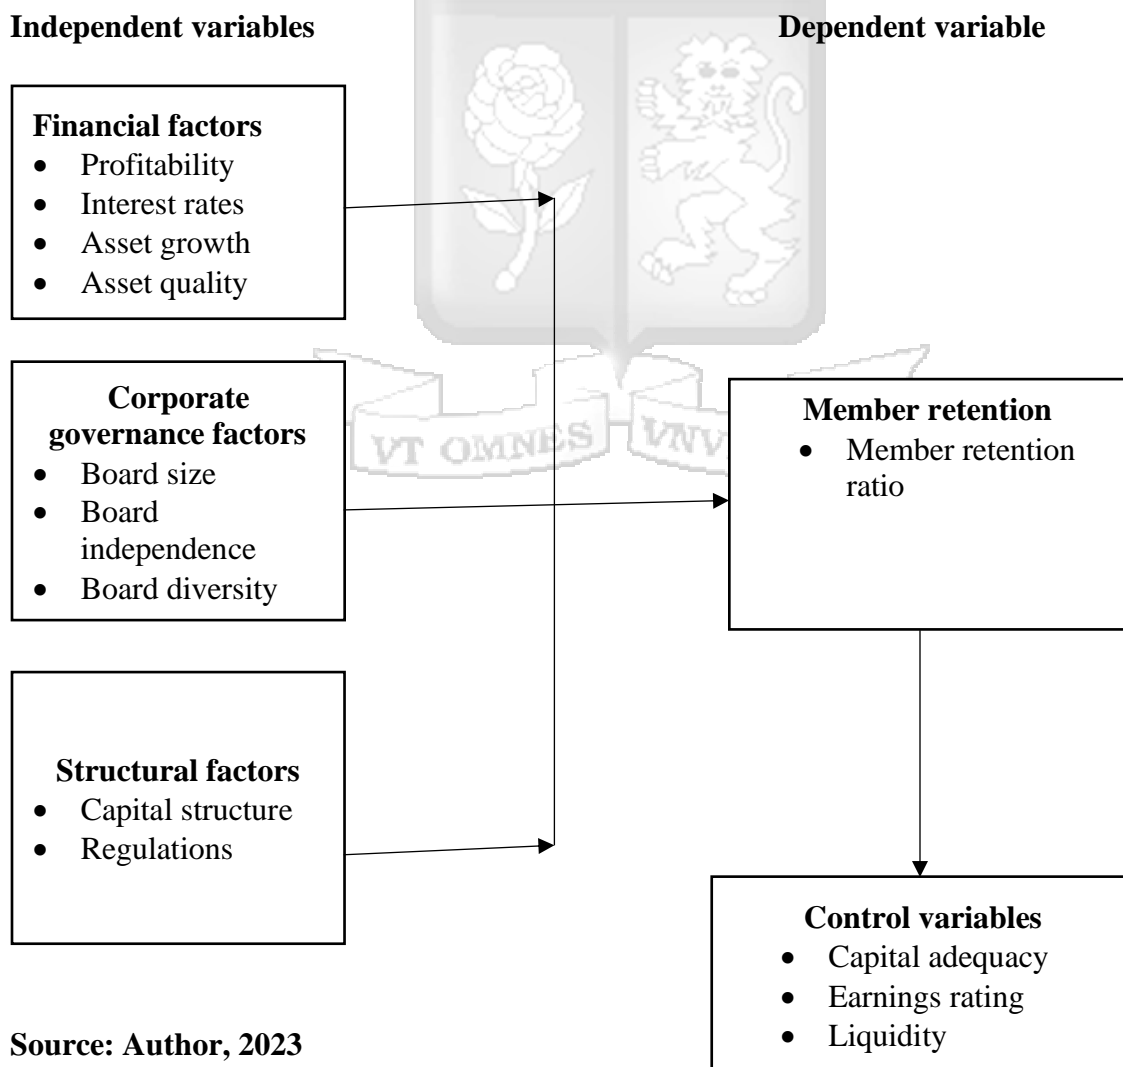 Independent variables
Dependent variable
Financial factors
• Profitability
• Interest rates
• Asset growth
• Asset quality
Corporate
governance factors
• Board size
• Board
independence
• Board diversity
Structural factors
• Capital structure
• Regulations
VT OMNES VNV
Member retention
• Member retention
ratio
Control variables
• Capital adequacy
• Earnings rating
• Liquidity
Source: Author, 2023